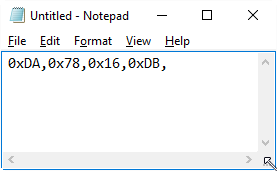 Untitled - Notepad
File Edit Format View Help
0xDA,0x78,0x16,0xDB,